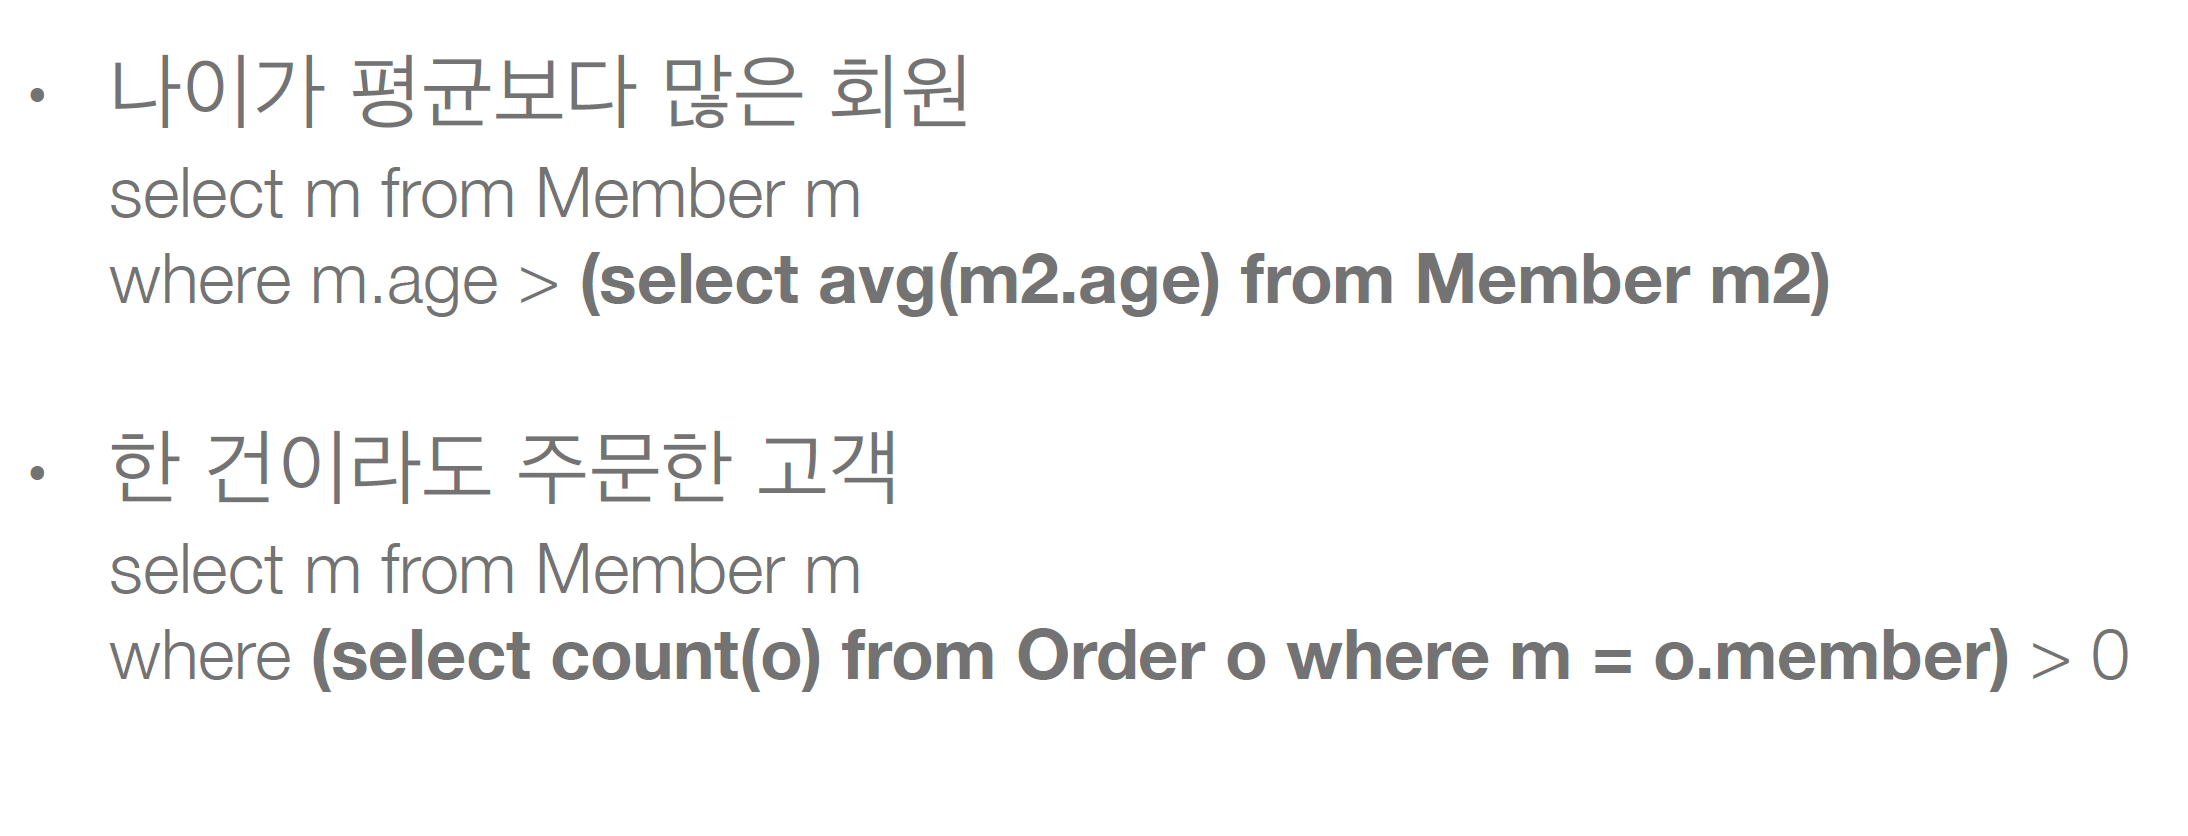 • 나이가 평균보다 많은 회원
select m from Member m
where m.age > (select avg(m2.age) from Member m2)
• 한 건이라도 주문한 고객
select m from Member m
where (select count(o) from Order o where m = o.member) > 0